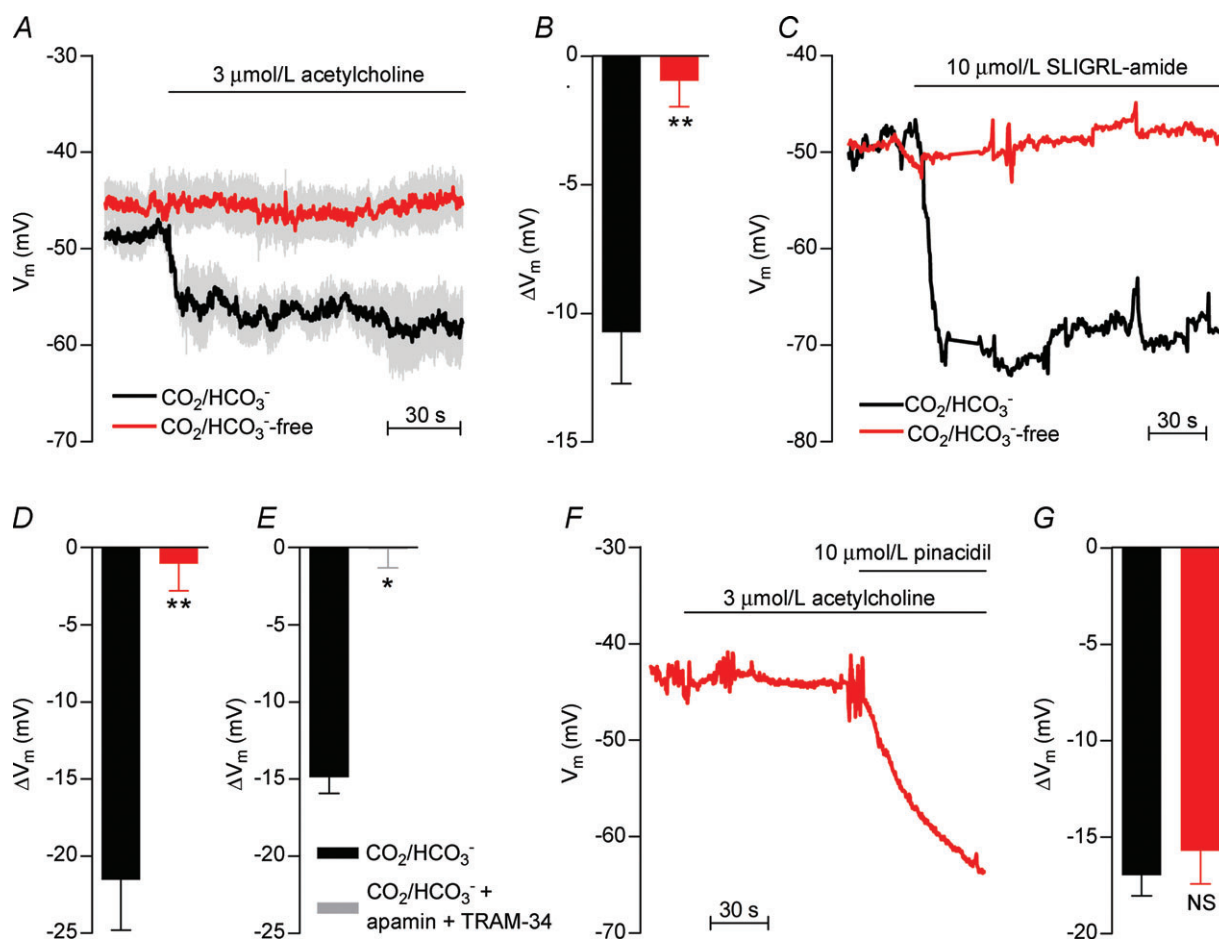 A
-30
3 μmol/L acetylcholine
-40
Vm (mV)
-50
-60
CO2/HCO3-
CO2/HCO3--free
30 s
-70
B
0
**
-5
ΔVm (mV)
-10
-15
C
-40
10 μmol/L SLIGRL-amide
-50
Vm (mV)
-60
-70
CO2/HCO3-
CO2/HCO3--free
30 s
-80
D
0
**
-5
-10
ΔVm (mV)
-15
-20
-25
E
0
*
-5
-10
ΔVm (mV)
-15
-20
-25
CO2/HCO3-
CO2/HCO3- +
apamin + TRAM-34
F
-30
10 μmol/L pinacidil
3 μmol/L acetylcholine
-40
Vm (mV)
-50
-60
30 s
-70
G
0
-5
ΔVm (mV)
-10
-15
NS
-20